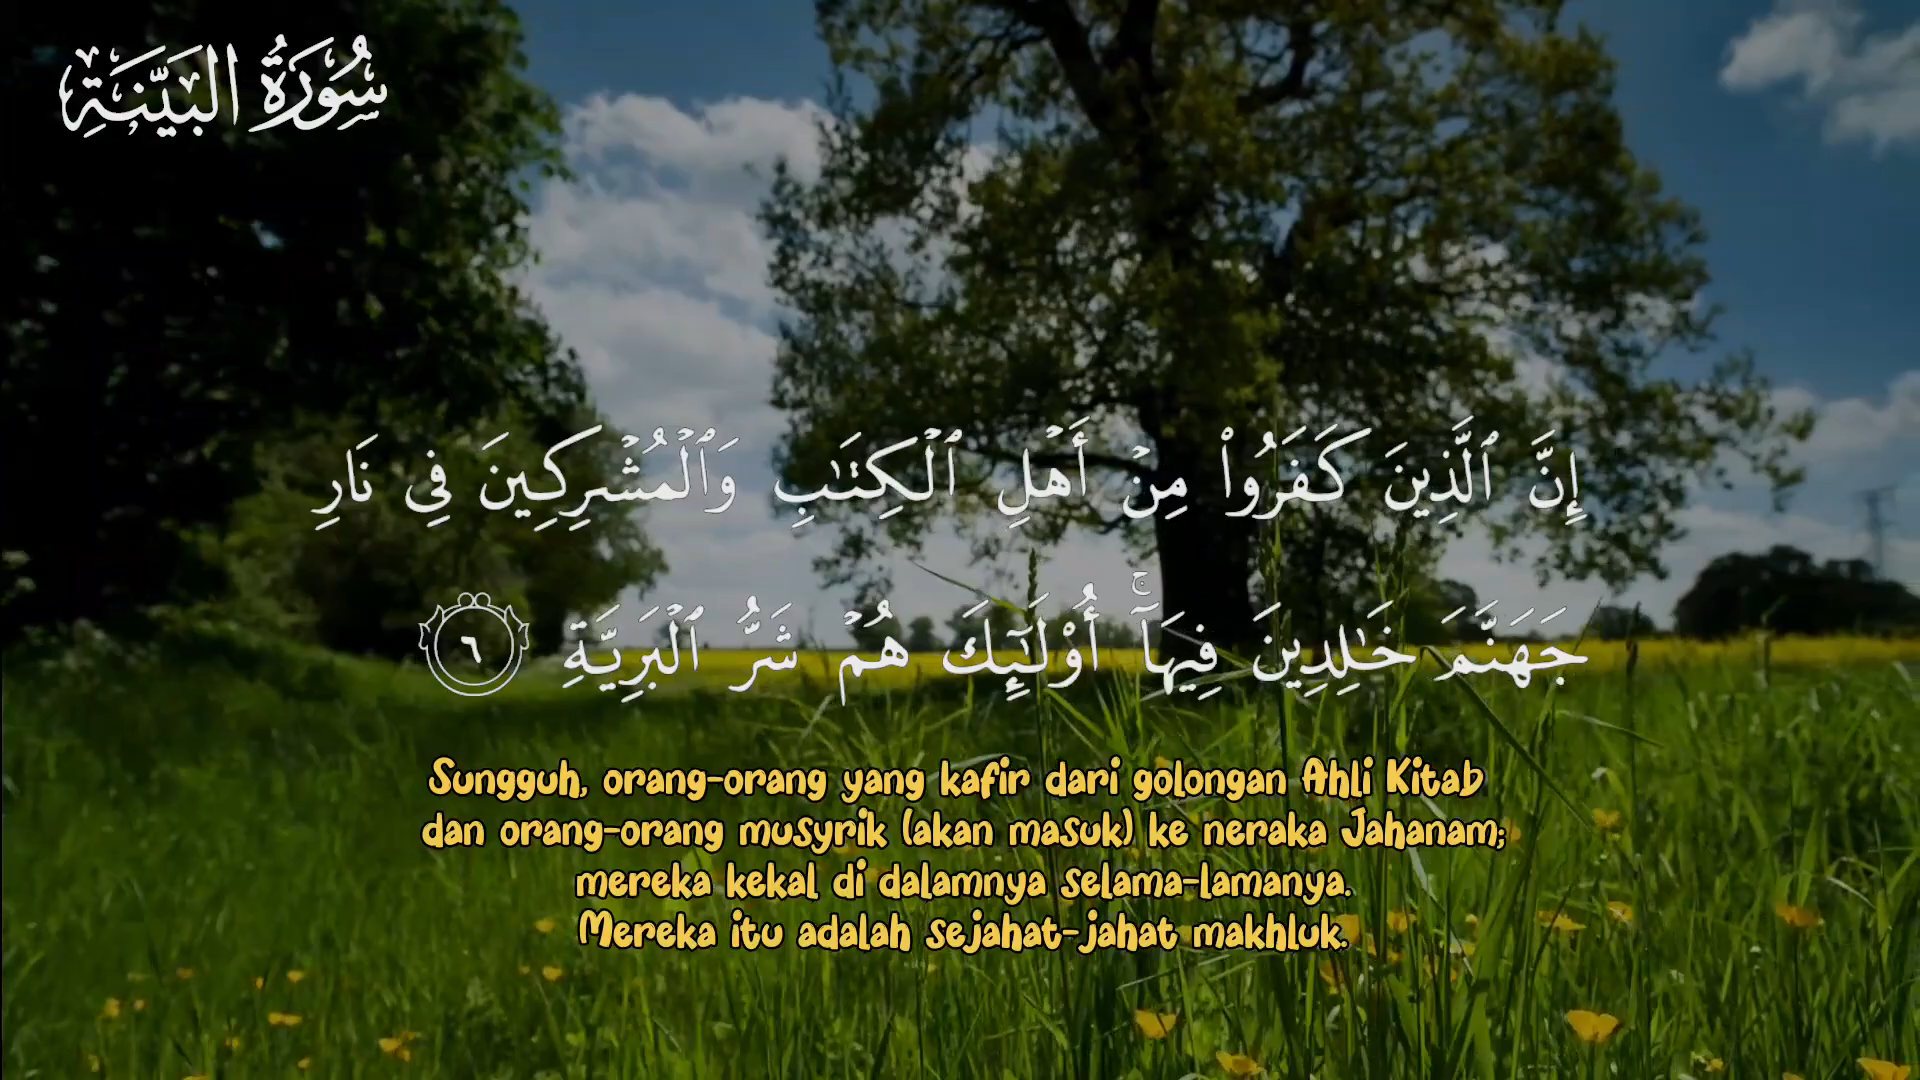 سُورَةُ البَيِّنَةِ
إِنَّ ٱلَّذِينَ كَفَرُوا۟ مِنْ أَهْلِ ٱلْكِتَـٰبِ وَٱلْمُشْرِكِينَ فِى نَارِ
جَهَنَّمَ خَـٰلِدِينَ فِيهَآ ۚ أُو۟لَـٰٓئِكَ هُمْ شَرُّ ٱلْبَرِيَّةِ ٦
Sungguh, orang-orang yang kafir dari golongan Ahli Kitab
dan orang-orang musyrik (akan masuk) ke neraka Jahanam;
mereka kekal di dalamnya selama-lamanya.
Mereka itu adalah sejahat-jahat makhluk.